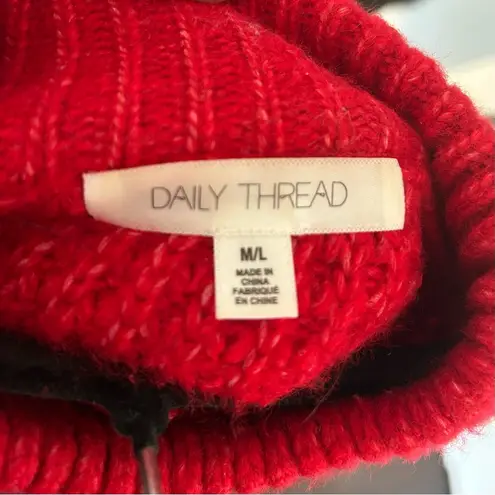 DAILY THREAD
M/L
MADE IN
CHINA
FABRIQUÉ
EN CHINE